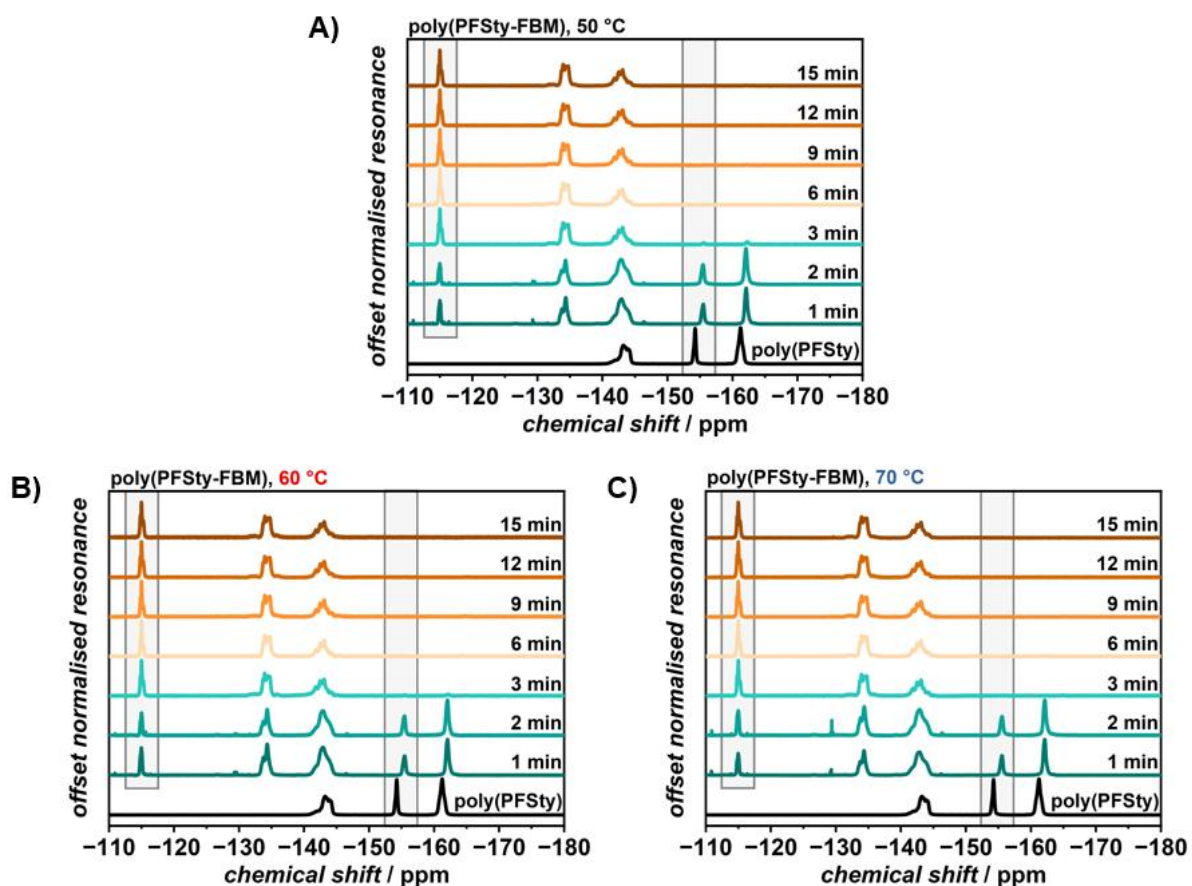 A)
poly(PFSty-FBM), 50 °C
offset normalised resonance
15 min
12 min
9 min
6 min
3 min
2 min
1 min
poly(PFSty)
−110 −120 −130 −140 −150 −160 −170 −180
chemical shift / ppm
B)
poly(PFSty-FBM), 60 °C
offset normalised resonance
15 min
12 min
9 min
6 min
3 min
2 min
1 min
poly(PFSty)
−110 −120 −130 −140 −150 −160 −170 −180
chemical shift / ppm
C)
poly(PFSty-FBM), 70 °C
offset normalised resonance
15 min
12 min
9 min
6 min
3 min
2 min
1 min
poly(PFSty)
−110 −120 −130 −140 −150 −160 −170 −180
chemical shift / ppm